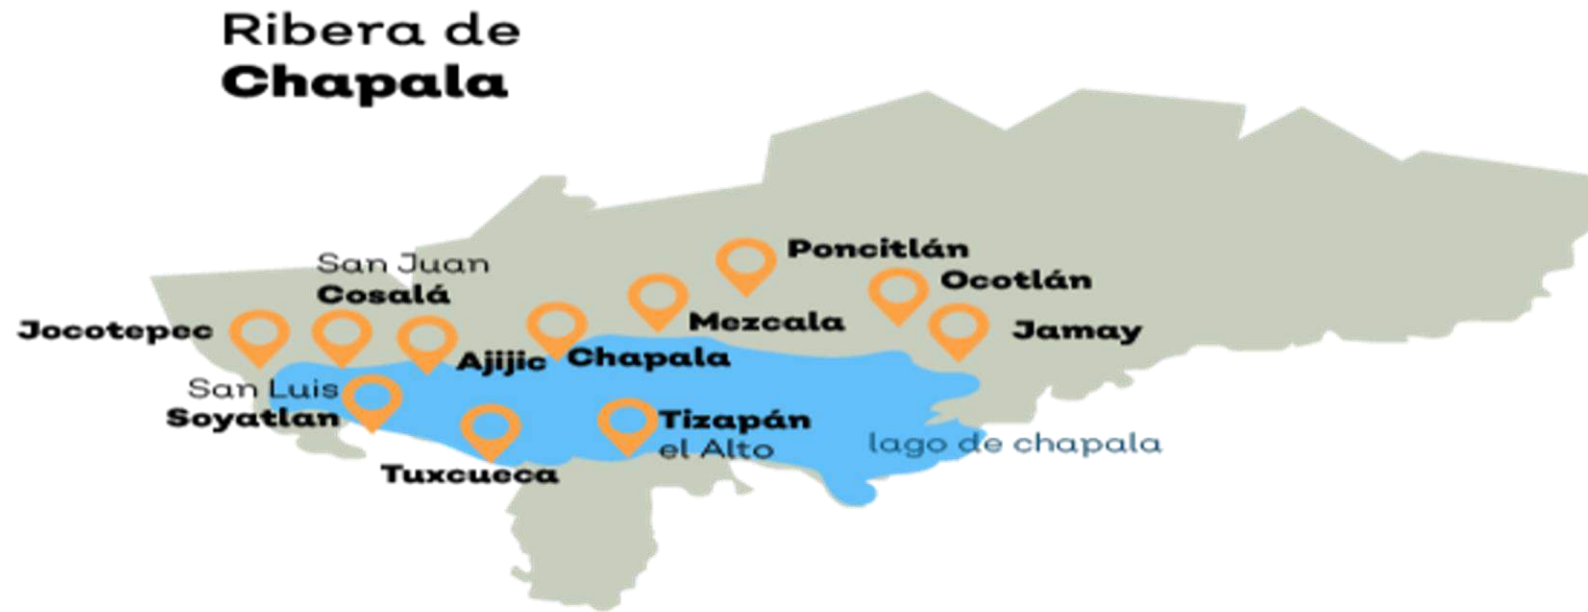 Ribera de
Chapala
San Juan
Cosalá
Jocotepec
Ajijic
Chapala
Mezcala
Poncitlán
Ocotlán
Jamay
San Luis
Soyatlan
Tuxcueca
Tizapán
el Alto
lago de chapala